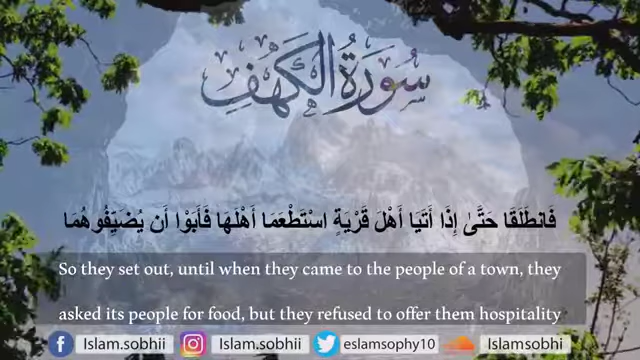 سورة الكهف
فَانطَلَقَا حَتَّىٰ إِذَا أَتَيَا أَهْلَ قَرْيَةٍ اسْتَطْعَمَا أَهْلَهَا فَأَبَوْا أَن يُضَيِّفُوهُمَا
So they set out, until when they came to the people of a town, they
asked its people for food, but they refused to offer them hospitality
Islam.sobhii Islam.sobhii eslamsophy10 Islamsobhi